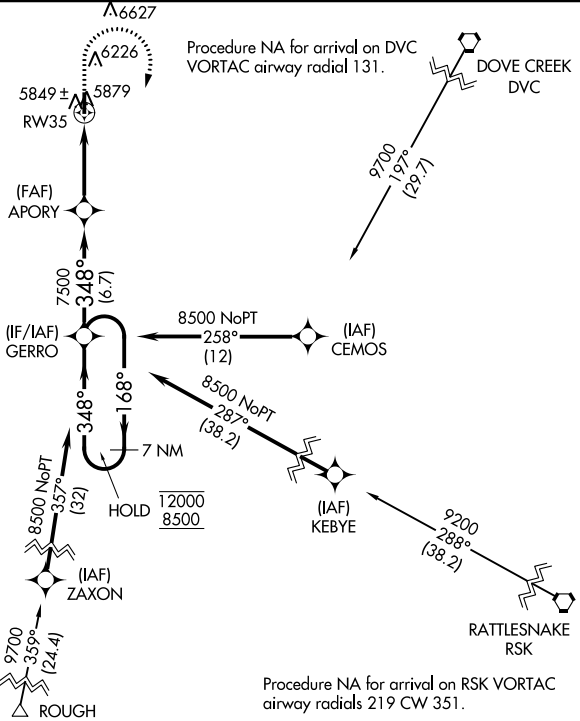 6627
6226
5849 ±
5879
RW35
Procedure NA for arrival on DVC
VORTAC airway radial 131.
DOVE CREEK
DVC
9700
197°
(29.7)
(FAF)
APORY
7500
348°
(6.7)
(IF/IAF)
GERRO
8500 NoPT
258°
(12)
(IAF)
CEMOS
348°
168°
7 NM
HOLD
12000
8500
8500 NoPT
287°
(38.2)
(IAF)
KEBYE
8500 NoPT
357°
(32)
(IAF)
ZAXON
9200
288°
(38.2)
RATTLESNAKE
RSK
9700
359°
(24.4)
ROUGH
Procedure NA for arrival on RSK VORTAC
airway radials 219 CW 351.